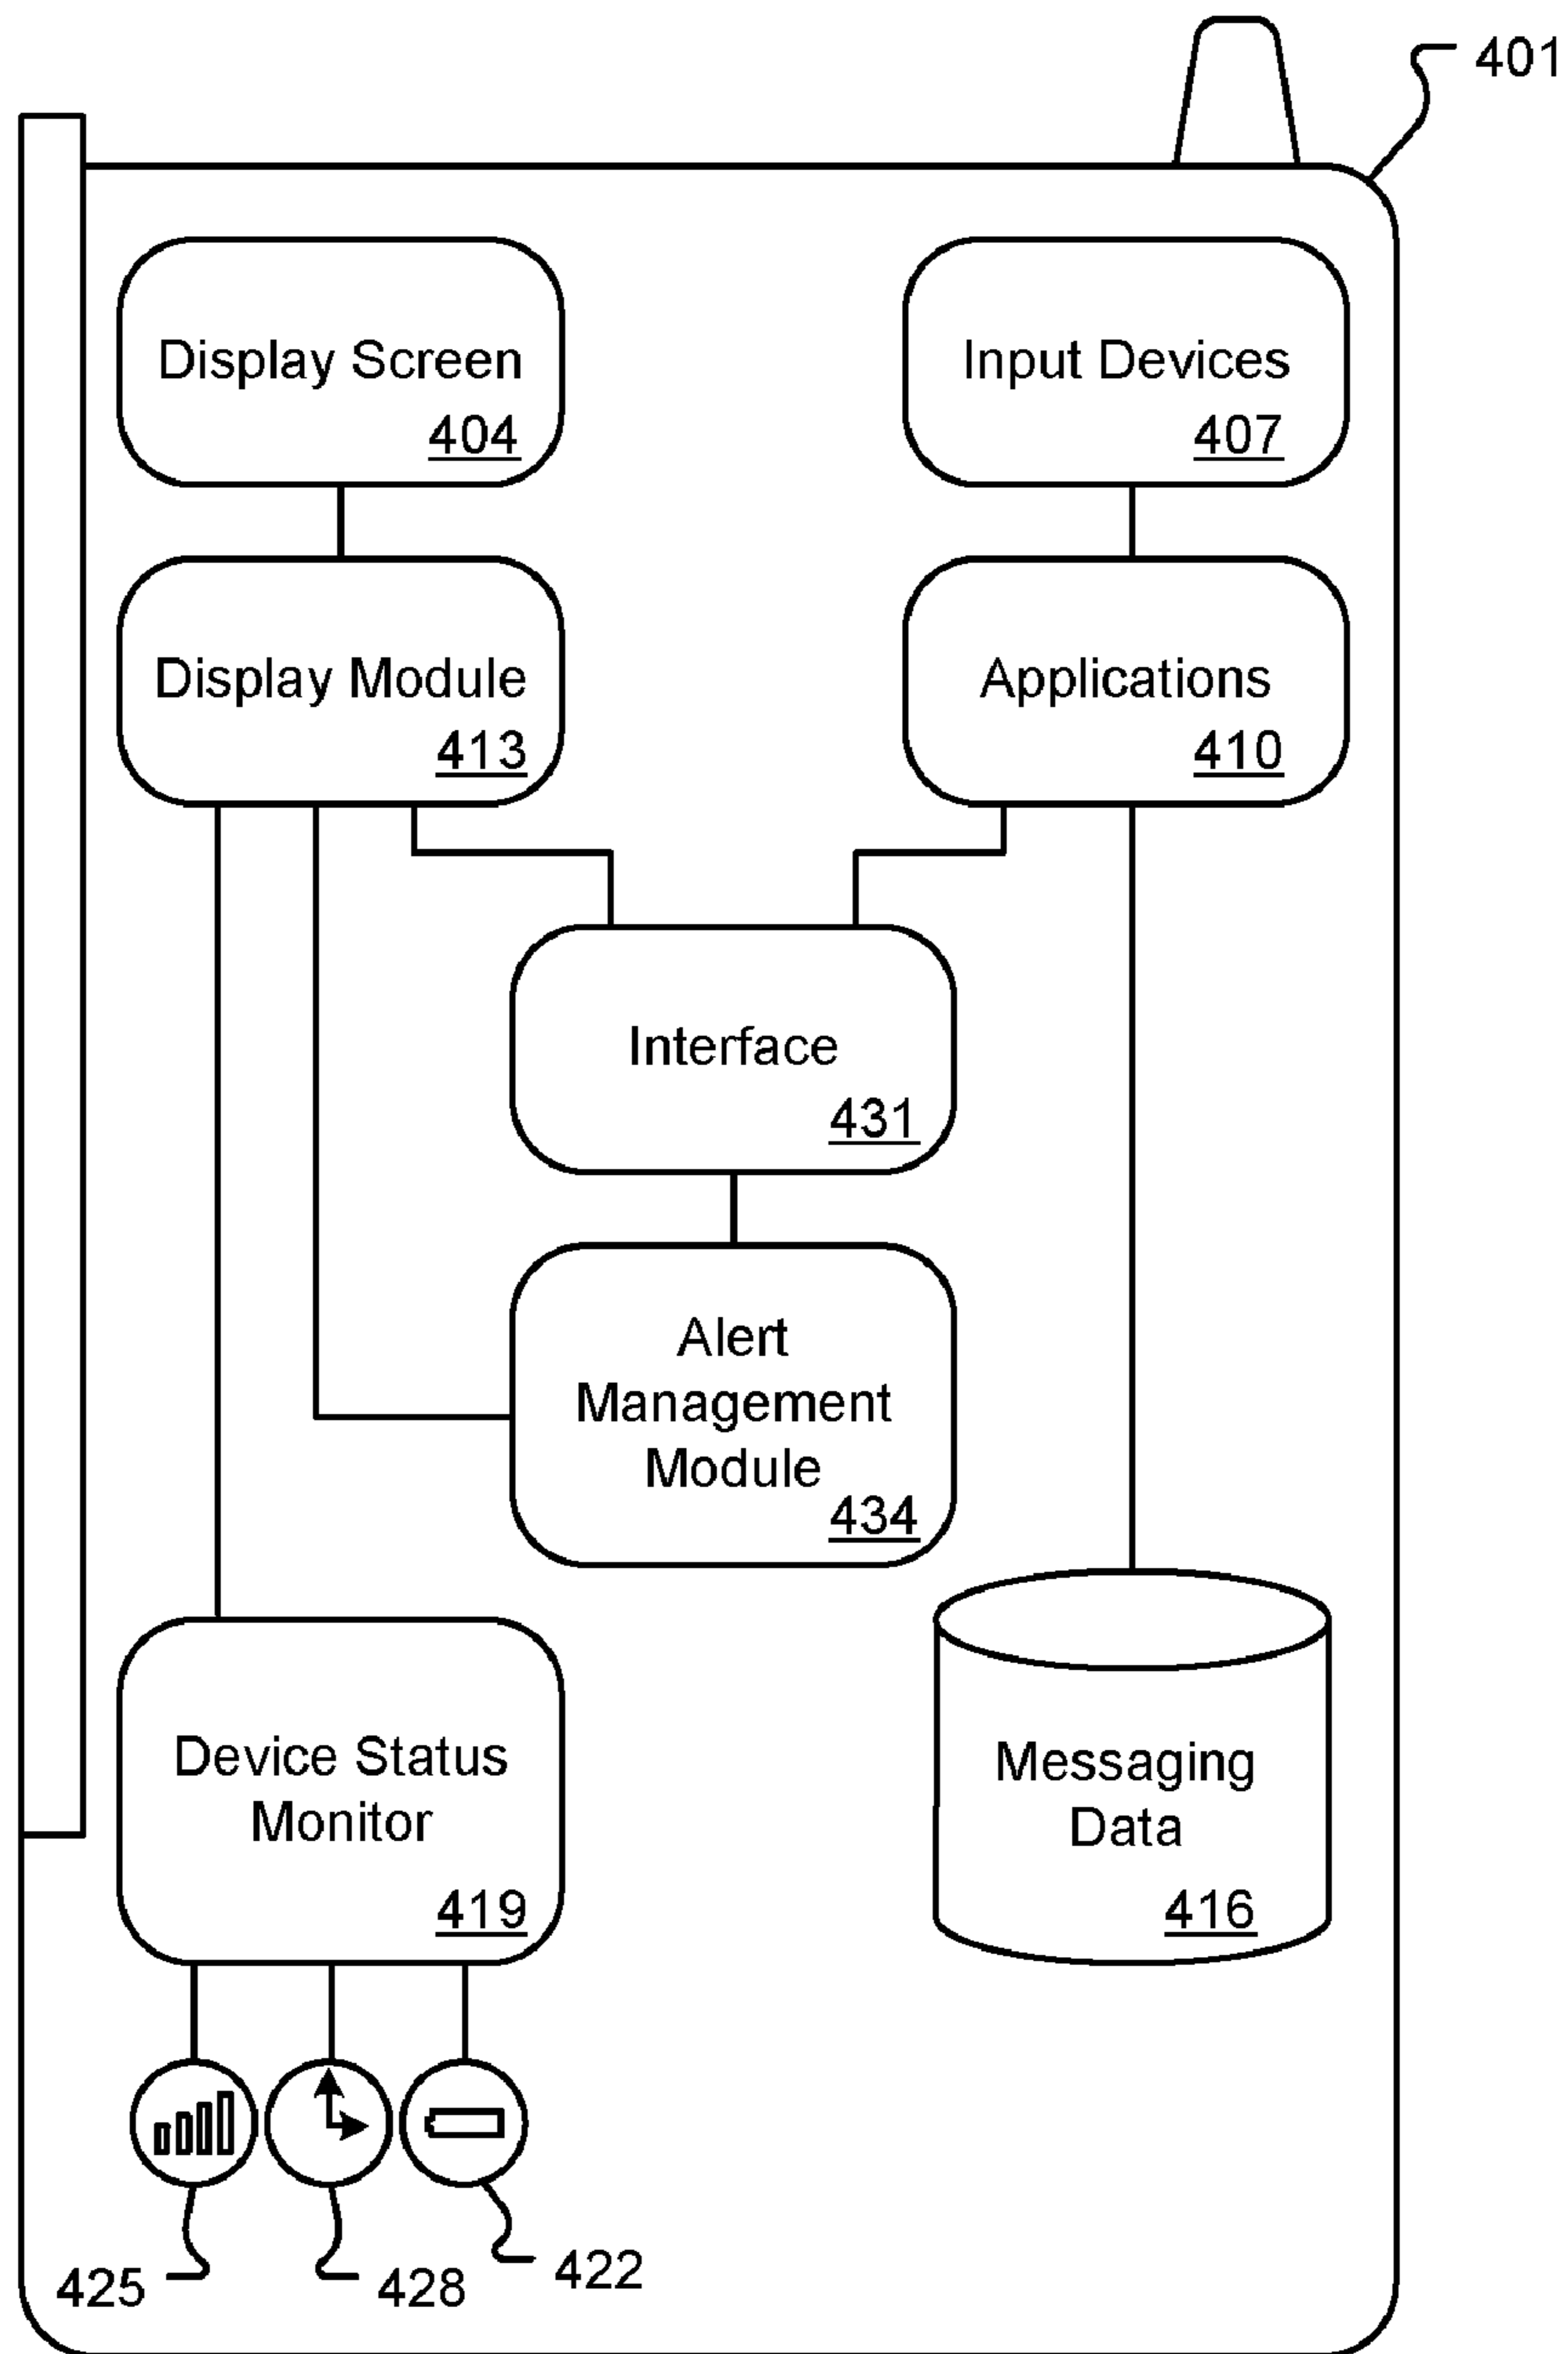 401
Display Screen
404
Input Devices
407
Display Module
413
Applications
410
Interface
431
Alert
Management
Module
434
Device Status
Monitor
419
Messaging
Data
416
425
428
422